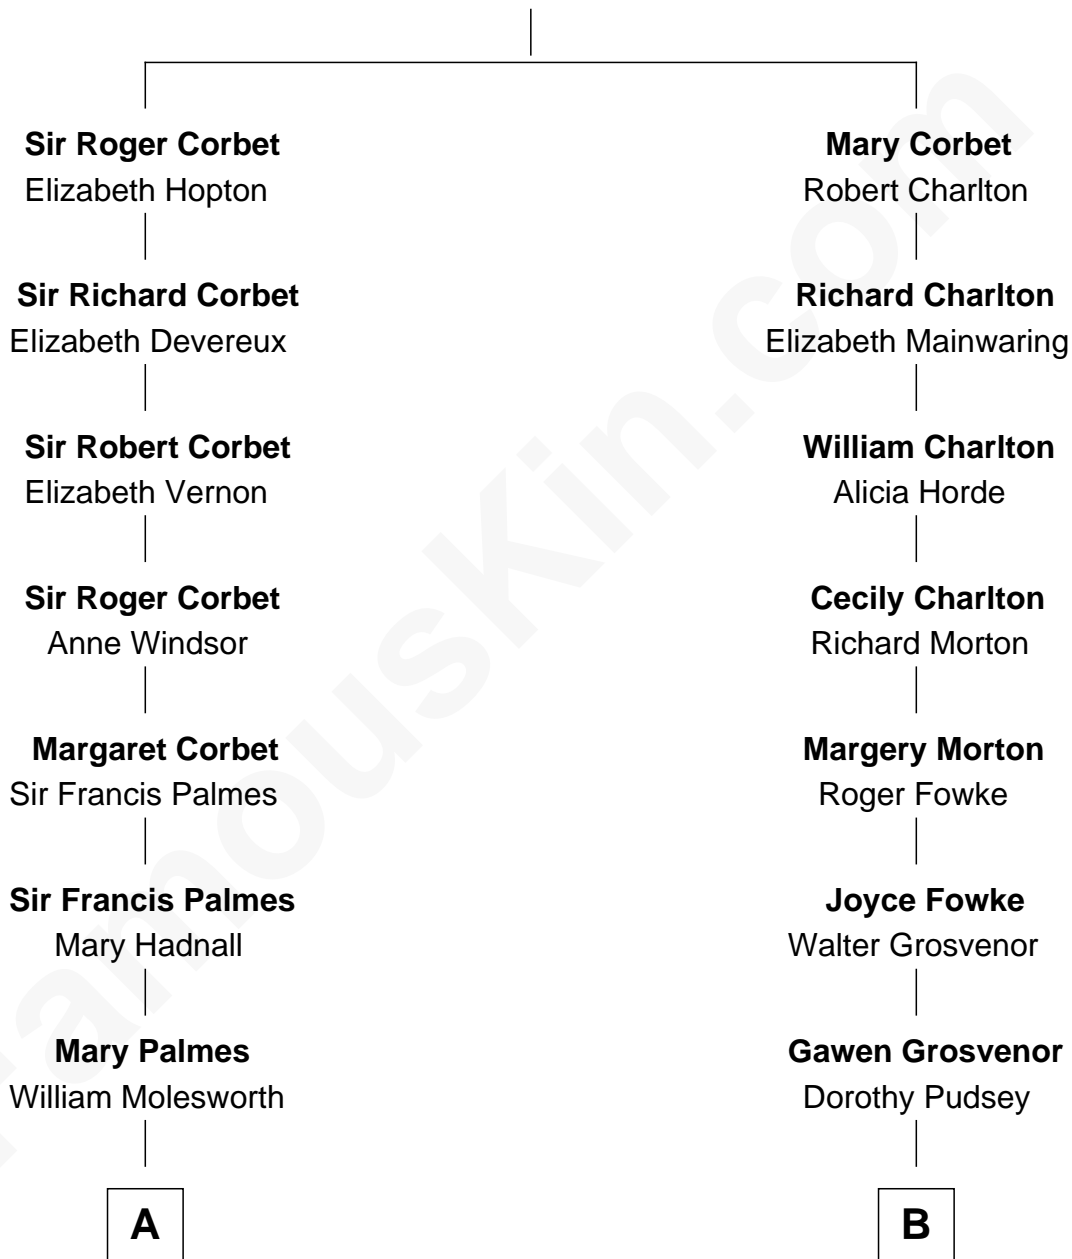 Sir Roger Corbet
Elizabeth Hopton
Sir Richard Corbet
Elizabeth Devereux
Sir Robert Corbet
Elizabeth Vernon
Sir Roger Corbet
Anne Windsor
Margaret Corbet
Sir Francis Palmes
Sir Francis Palmes
Mary Hadnall
Mary Palmes
William Molesworth
A
Mary Corbet
Robert Charlton
Richard Charlton
Elizabeth Mainwaring
William Charlton
Alicia Horde
Cecily Charlton
Richard Morton
Margery Morton
Roger Fowke
Joyce Fowke
Walter Grosvenor
Gawen Grosvenor
Dorothy Pudsey
B
FamousKin.com